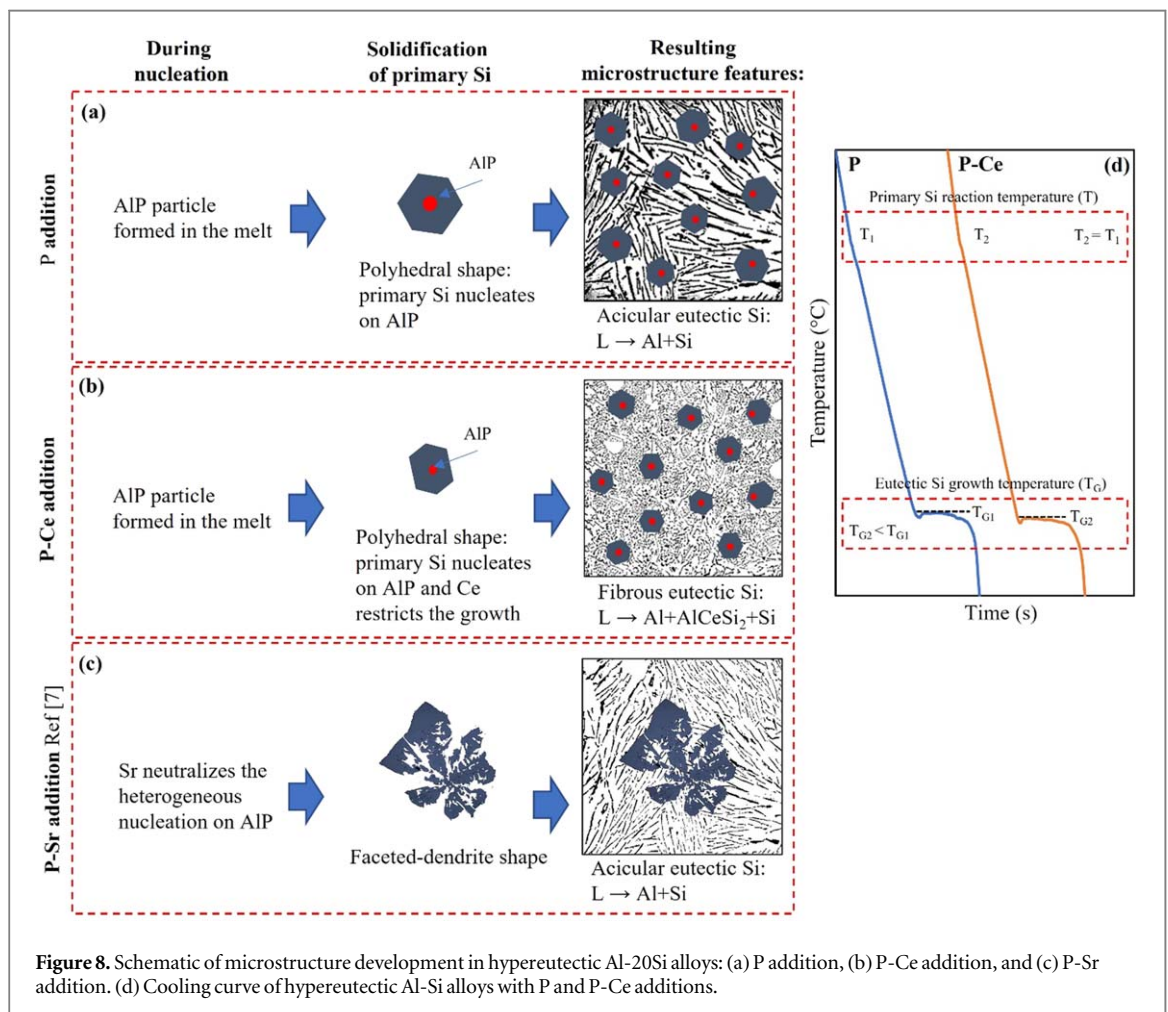 During
nucleation
Solidification
of primary Si
Resulting
microstructure features:
P addition
(a)
AlP particle
formed in the melt
AlP
Polyhedral shape:
primary Si nucleates
on AlP
Acicular eutectic Si:
L → Al+Si
P-Ce addition
(b)
AlP particle
formed in the melt
AlP
Polyhedral shape:
primary Si nucleates
on AlP and Ce
restricts the growth
Fibrous eutectic Si:
L → Al+AlCeSi₂+Si
P-Sr addition Ref [7]
(c)
Sr neutralizes the
heterogeneous
nucleation on AlP
Faceted-dendrite shape
Acicular eutectic Si:
L → Al+Si
P
P-Ce
(d)
Primary Si reaction temperature (T)
T₁
T₂
T₂ = T₁
Temperature (°C)
Eutectic Si growth temperature (T_G)
T_G1
T_G2
T_G2 < T_G1
Time (s)
Figure 8. Schematic of microstructure development in hypereutectic Al-20Si alloys: (a) P addition, (b) P-Ce addition, and (c) P-Sr
addition. (d) Cooling curve of hypereutectic Al-Si alloys with P and P-Ce additions.